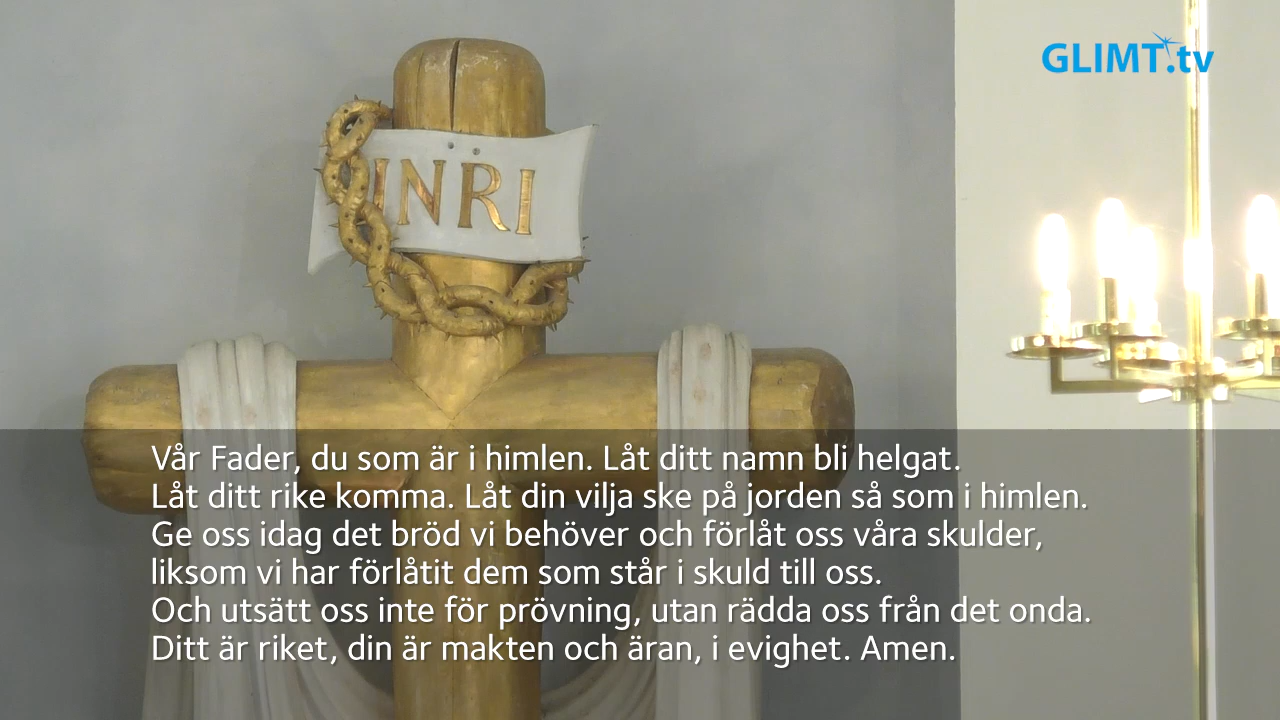 GLIMT.tv
INRI
Vår Fader, du som är i himlen. Låt ditt namn bli helgat.
Låt ditt rike komma. Låt din vilja ske på jorden så som i himlen.
Ge oss idag det bröd vi behöver och förlåt oss våra skulder,
liksom vi har förlåtit dem som står i skuld till oss.
Och utsätt oss inte för prövning, utan rädda oss från det onda.
Ditt är riket, din är makten och äran, i evighet. Amen.